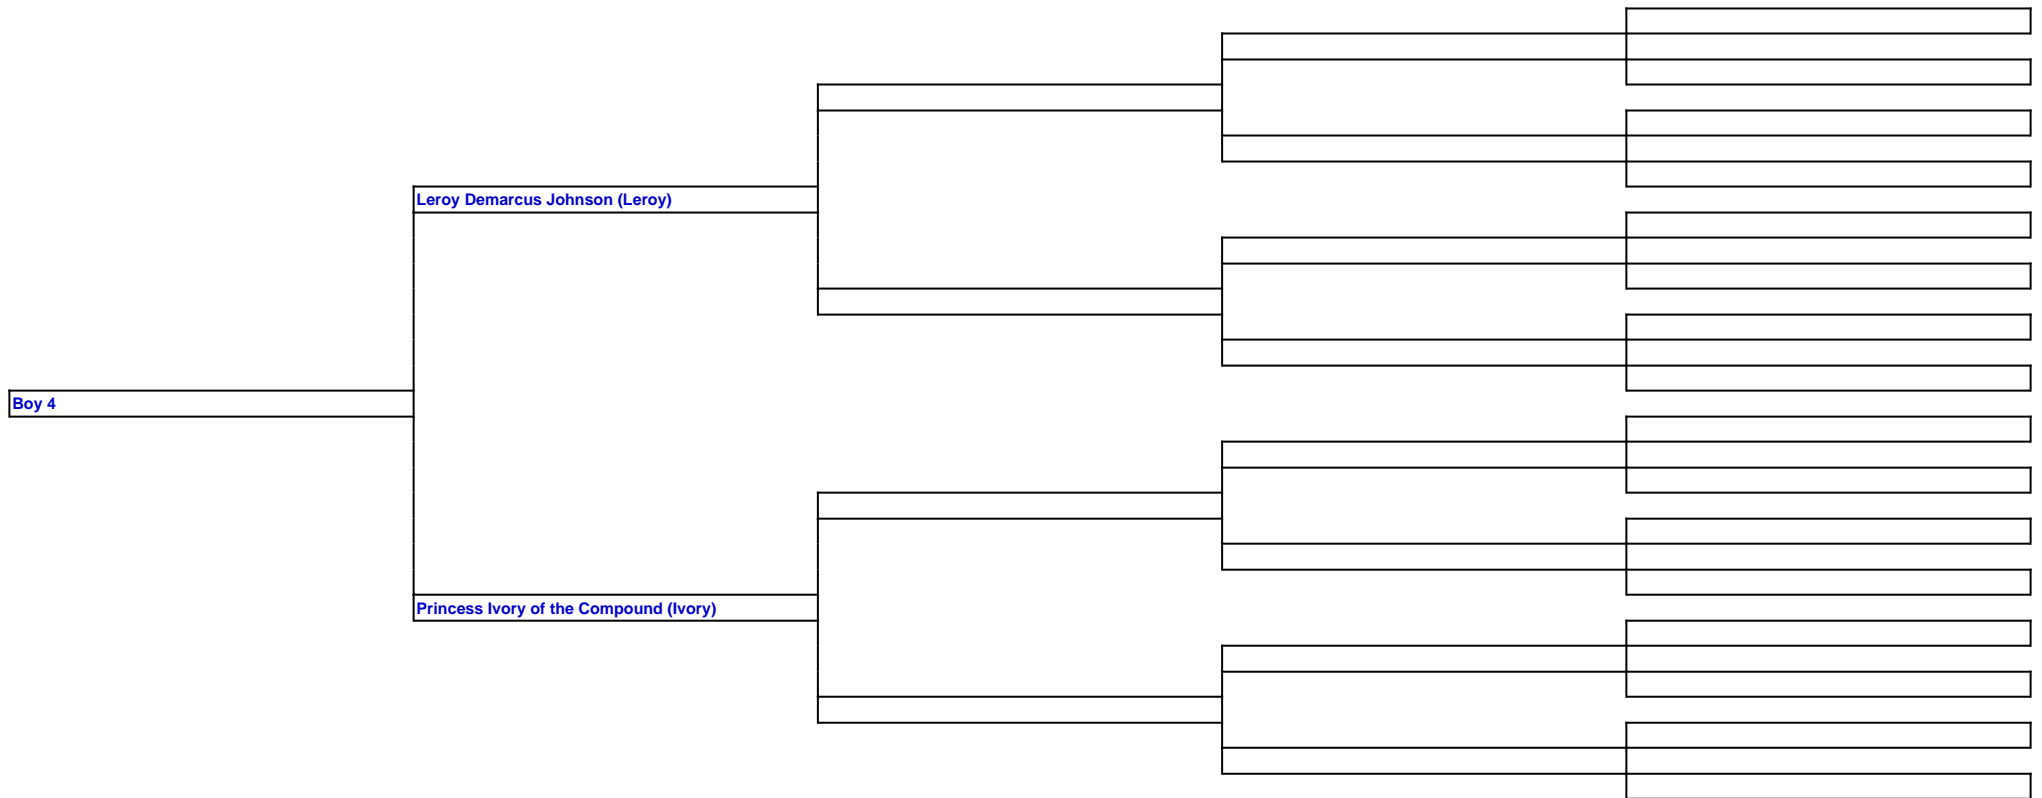 Leroy Demarcus Johnson (Leroy)
Boy 4
Princess Ivory of the Compound (Ivory)